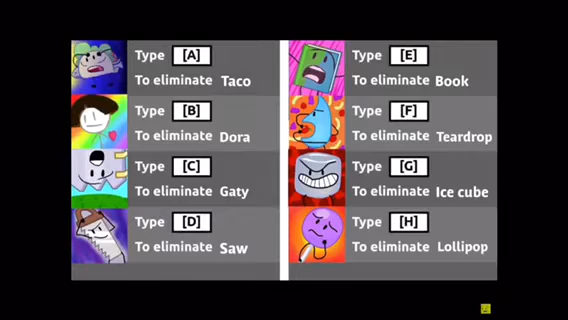 Type [A]
To eliminate Taco
Type [B]
To eliminate Dora
Type [C]
To eliminate Gaty
Type [D]
To eliminate Saw
Type [E]
To eliminate Book
Type [F]
To eliminate Teardrop
Type [G]
To eliminate Ice cube
Type [H]
To eliminate Lollipop